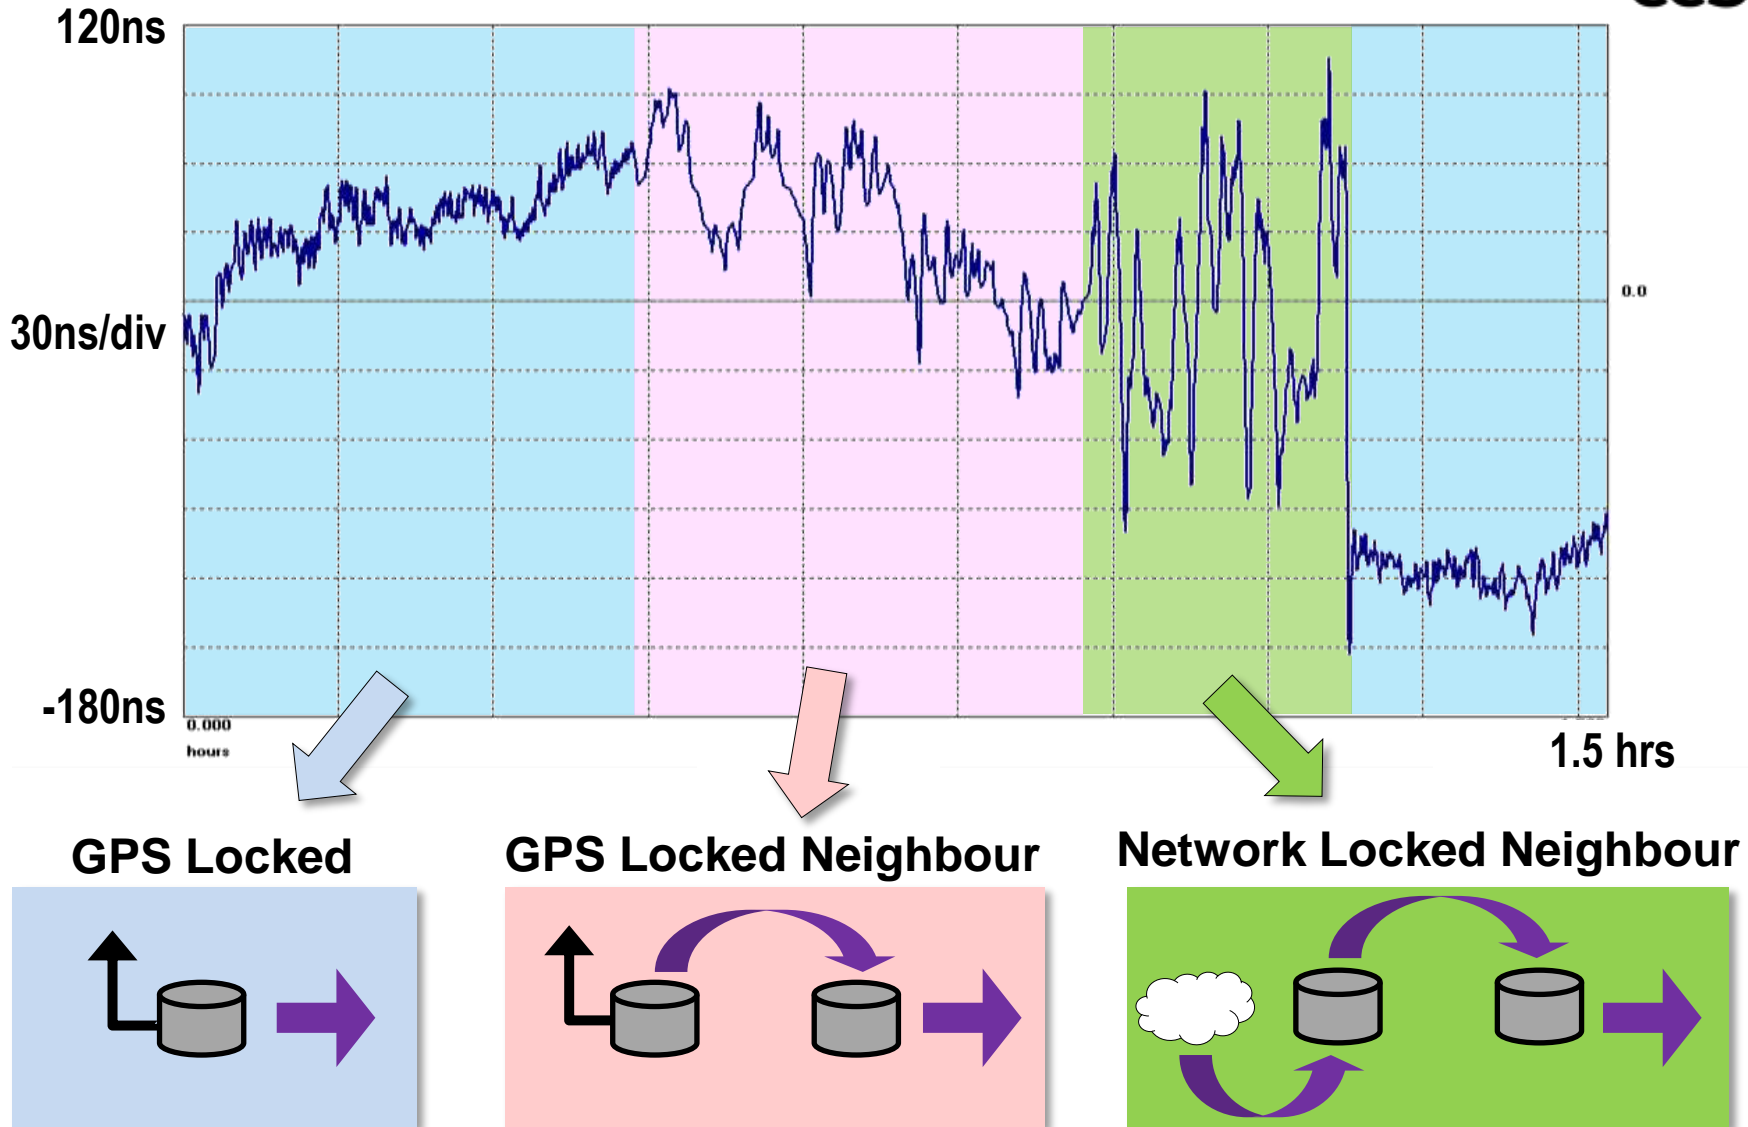 120ns
0.0
30ns/div
-180ns
0.000
hours
1.5 hrs
GPS Locked
GPS Locked Neighbour
Network Locked Neighbour